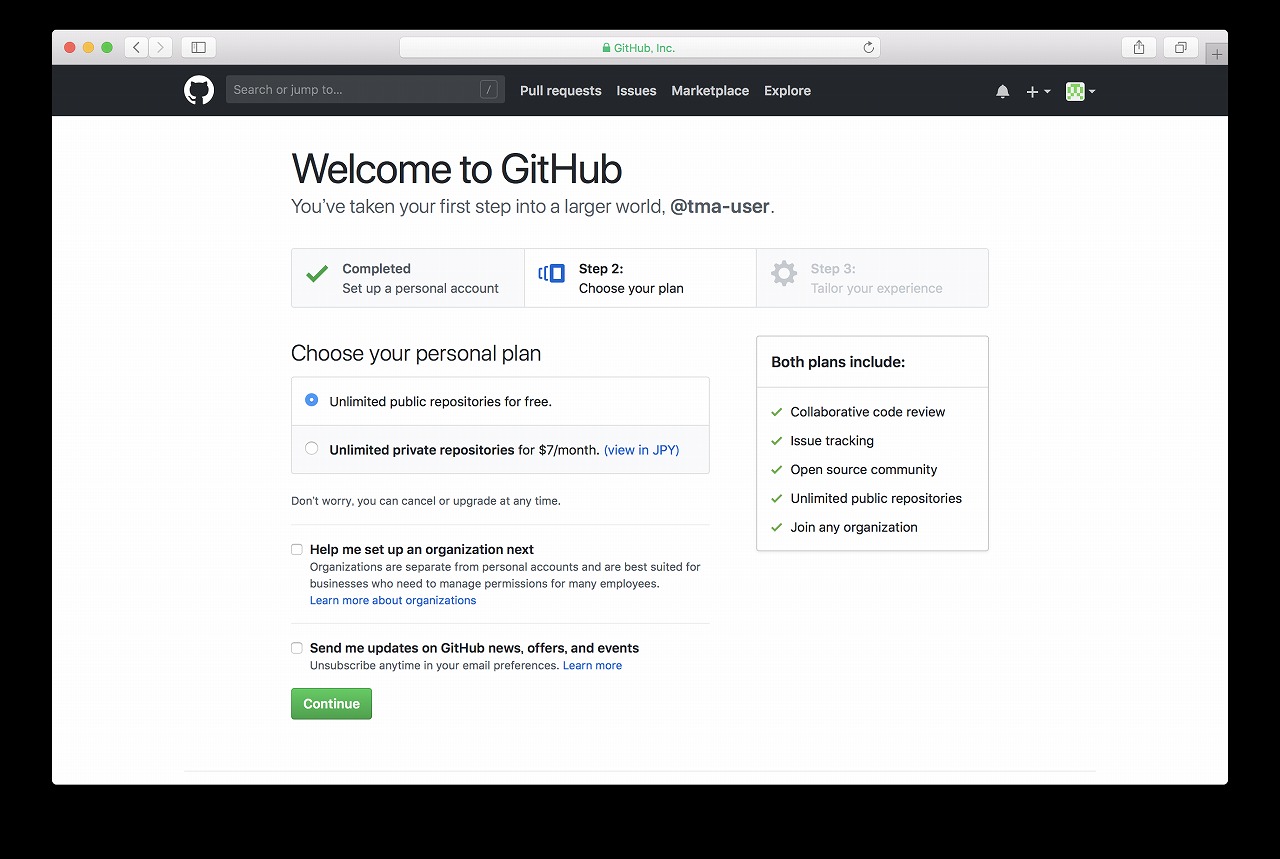 GitHub, Inc.
Search or jump to... /
Pull requests Issues Marketplace Explore
Welcome to GitHub
You’ve taken your first step into a larger world, @tma-user.
Completed
Set up a personal account
Step 2:
Choose your plan
Step 3:
Tailor your experience
Choose your personal plan
Unlimited public repositories for free.
Unlimited private repositories for $7/month. (view in JPY)
Don't worry, you can cancel or upgrade at any time.
Help me set up an organization next
Organizations are separate from personal accounts and are best suited for
businesses who need to manage permissions for many employees.
Learn more about organizations
Send me updates on GitHub news, offers, and events
Unsubscribe anytime in your email preferences. Learn more
Continue
Both plans include:
Collaborative code review
Issue tracking
Open source community
Unlimited public repositories
Join any organization